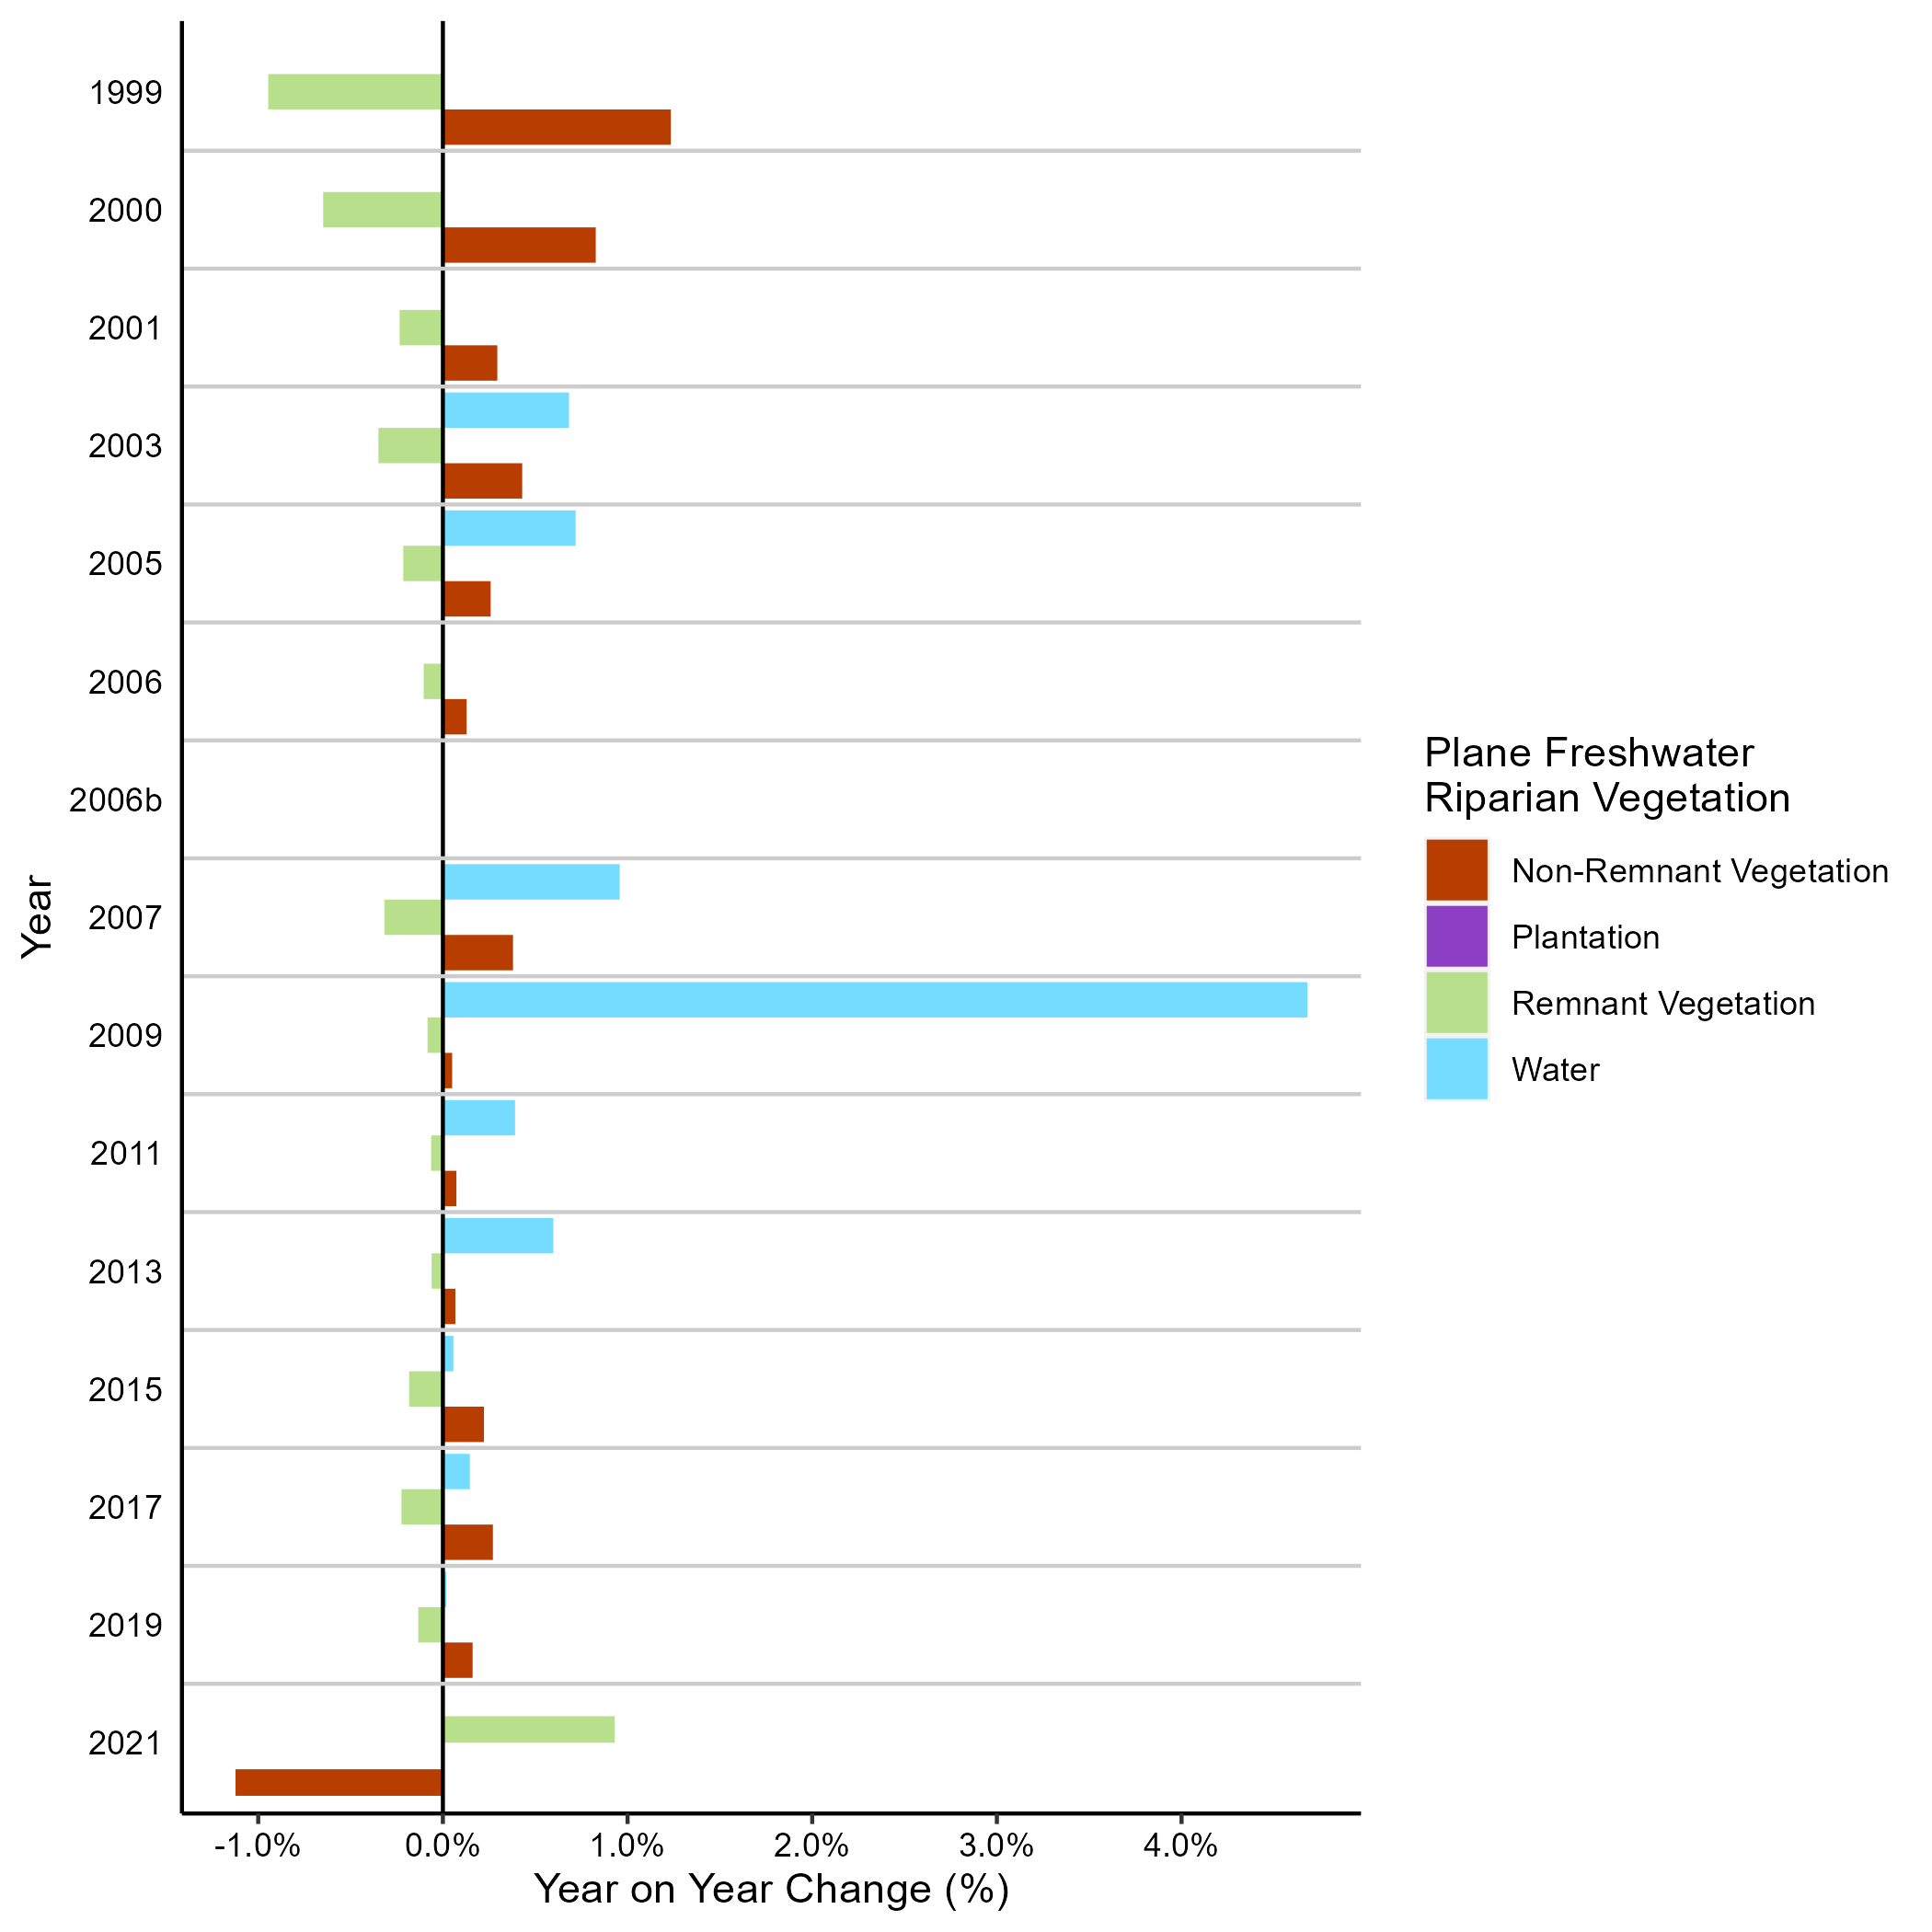 1999
2000
2001
2003
2005
2006
2006b
2007
2009
2011
2013
2015
2017
2019
2021
Year
-1.0% 0.0% 1.0% 2.0% 3.0% 4.0%
Year on Year Change (%)
Plane Freshwater
Riparian Vegetation
Non-Remnant Vegetation
Plantation
Remnant Vegetation
Water